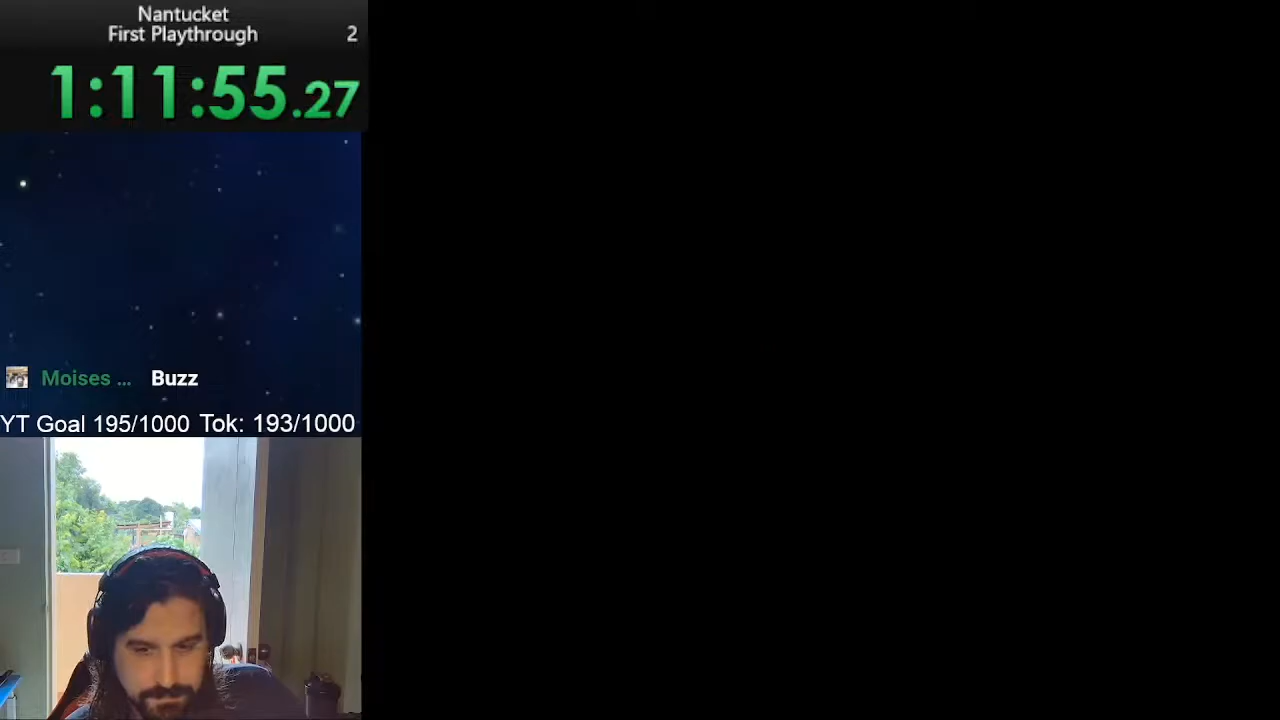 Nantucket
First Playthrough 2
1:11:55.27
Moises ... Buzz
YT Goal 195/1000 Tok: 193/1000